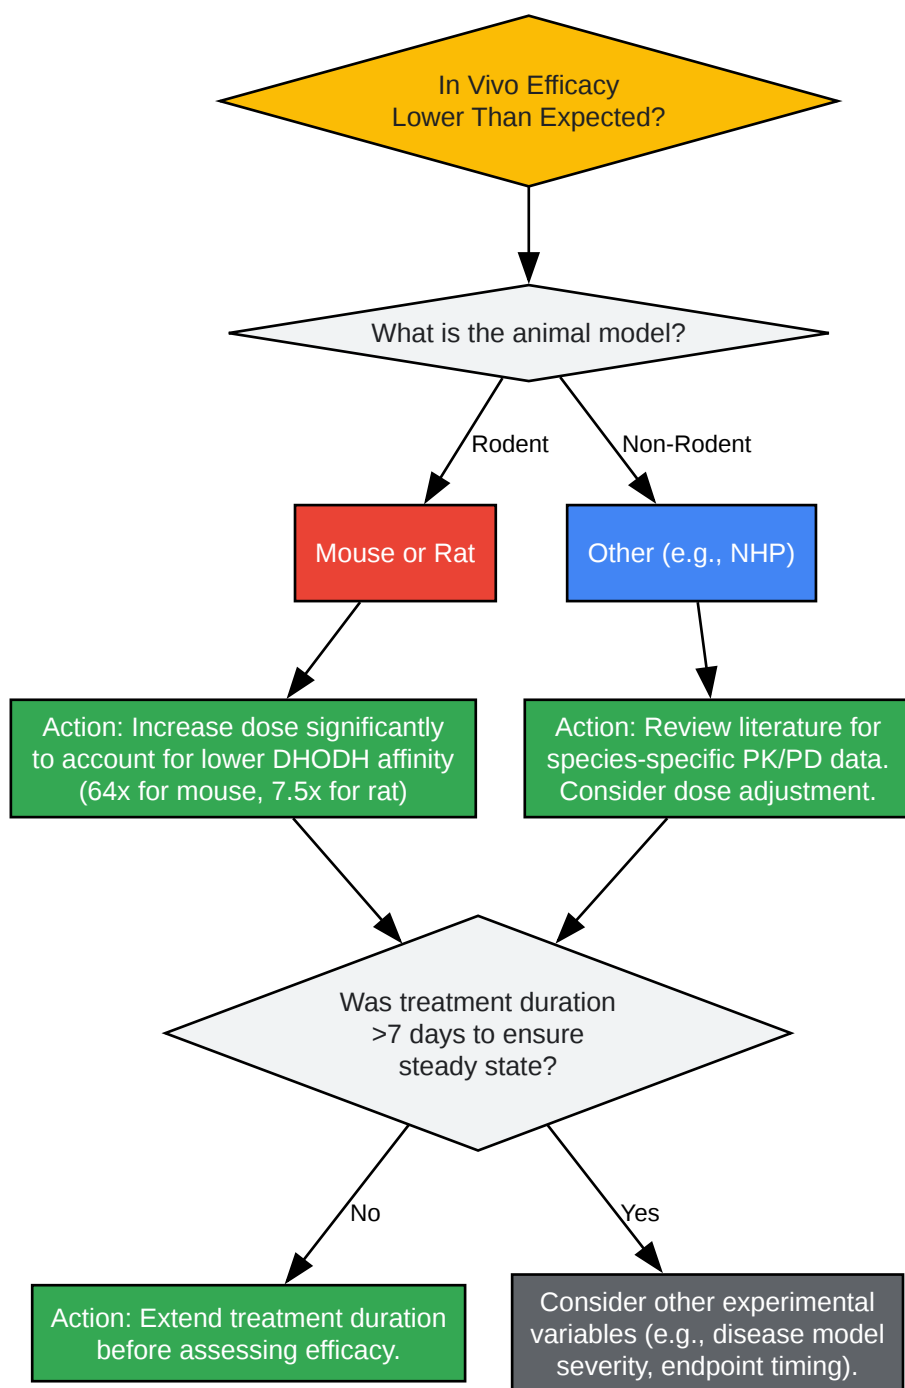 In Vivo Efficacy
Lower Than Expected?
What is the animal model?
Rodent
Non-Rodent
Mouse or Rat
Other (e.g., NHP)
Action: Increase dose significantly
to account for lower DHODH affinity
(64x for mouse, 7.5x for rat)
Action: Review literature for
species-specific PK/PD data.
Consider dose adjustment.
Was treatment duration
>7 days to ensure
steady state?
No
Yes
Action: Extend treatment duration
before assessing efficacy.
Consider other experimental
variables (e.g., disease model
severity, endpoint timing).